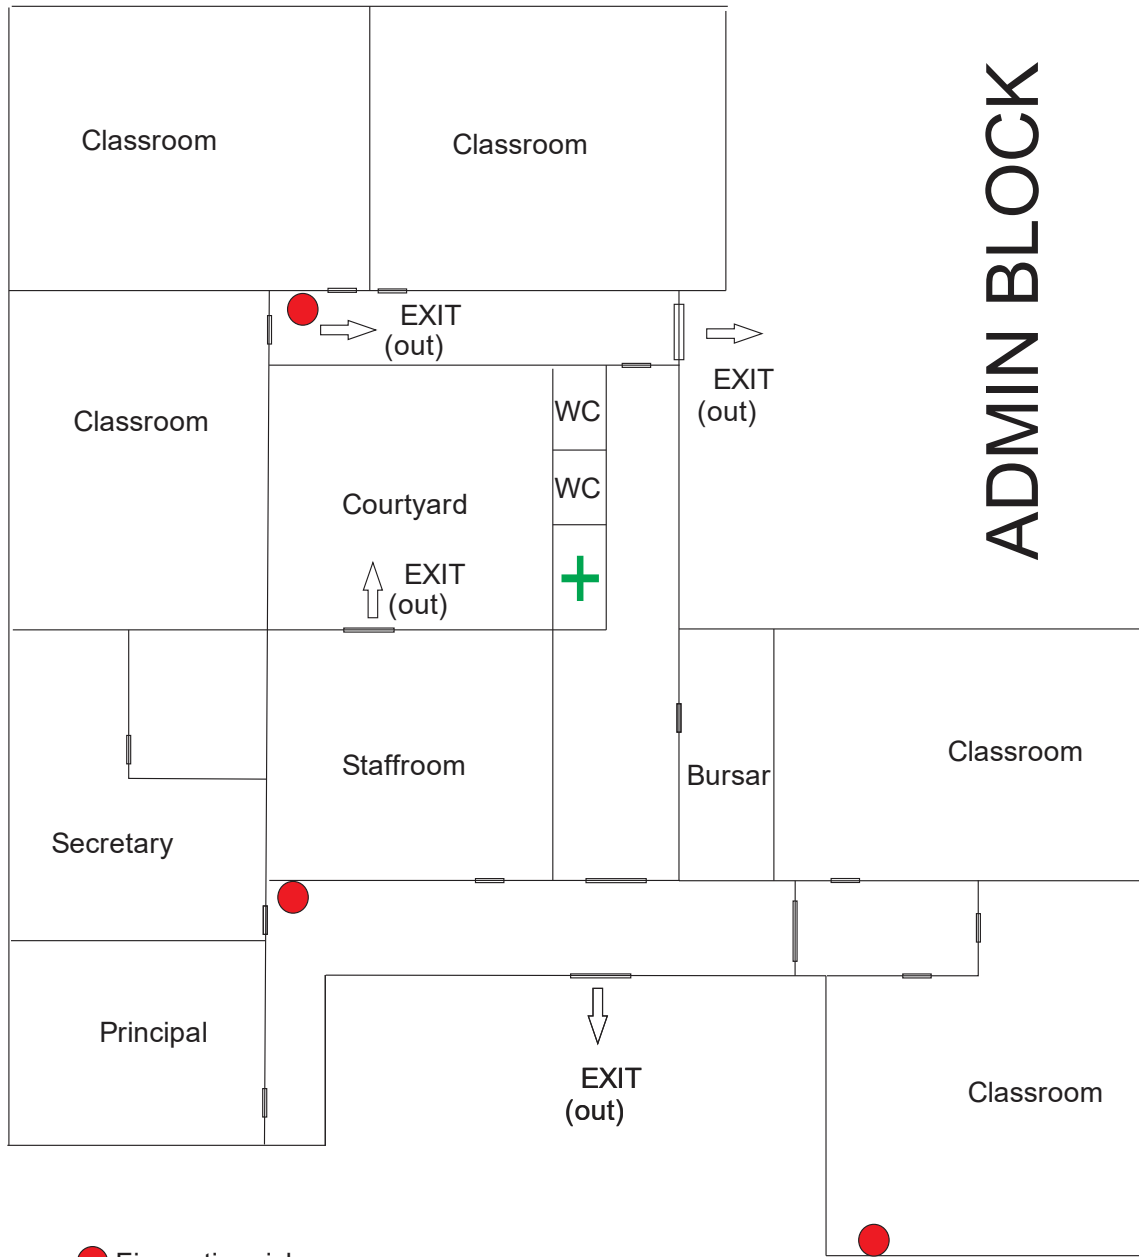 Classroom
Classroom
ADMIN BLOCK
EXIT
(out)
EXIT
(out)
Classroom
WC
WC
Courtyard
EXIT
(out)
Staffroom
Bursar
Classroom
Secretary
Principal
EXIT
(out)
Classroom